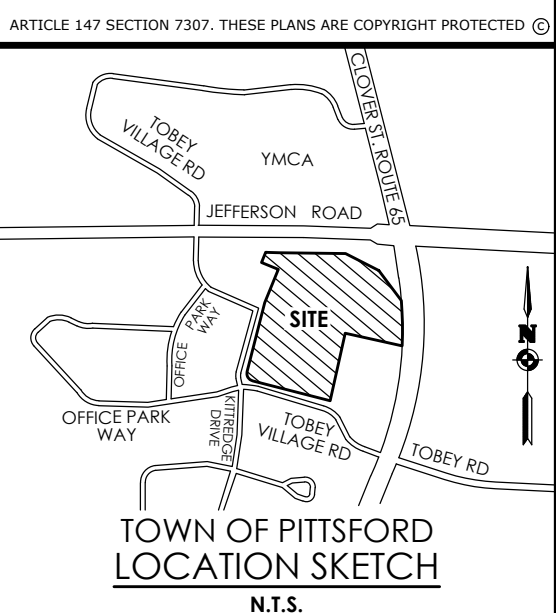 ARTICLE 147 SECTION 7307. THESE PLANS ARE COPYRIGHT PROTECTED ©
CLOVER ST. ROUTE 65
TOBEY
VILLAGE RD
YMCA
JEFFERSON ROAD
SITE
N
OFFICE PARK
WAY
OFFICE PARK
WAY
KITTREDGE
DRIVE
TOBEY
VILLAGE RD
TOBEY RD
TOWN OF PITTSFORD
LOCATION SKETCH
N.T.S.